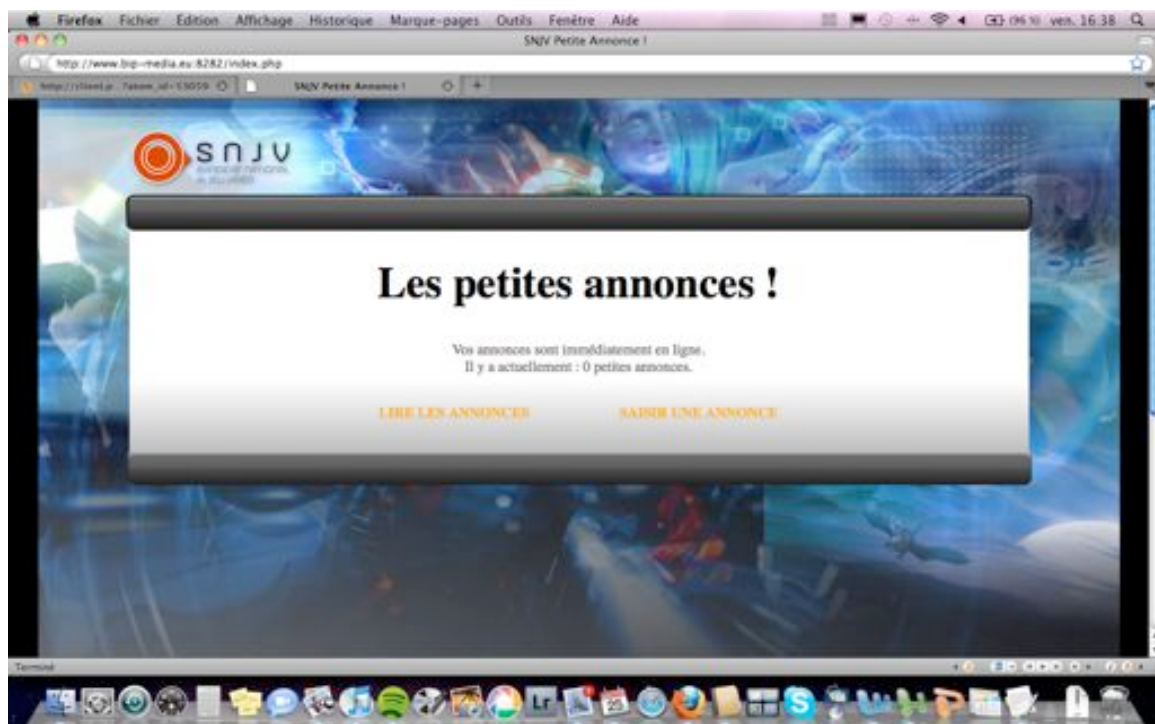 Firefox Fichier Edition Affichage Historique Marque-pages Outils Fenêtre Aide ven. 16:38
SNJV Petite Annonce !
http://www.bip-media.eu:8282/index.php
SNJV Petite Annonce !
SNJV
Les petites annonces !
Vos annonces sont immédiatement en ligne.
Il y a actuellement : 0 petites annonces.
LIRE LES ANNONCES SAISIR UNE ANNONCE
Terminé
Lr